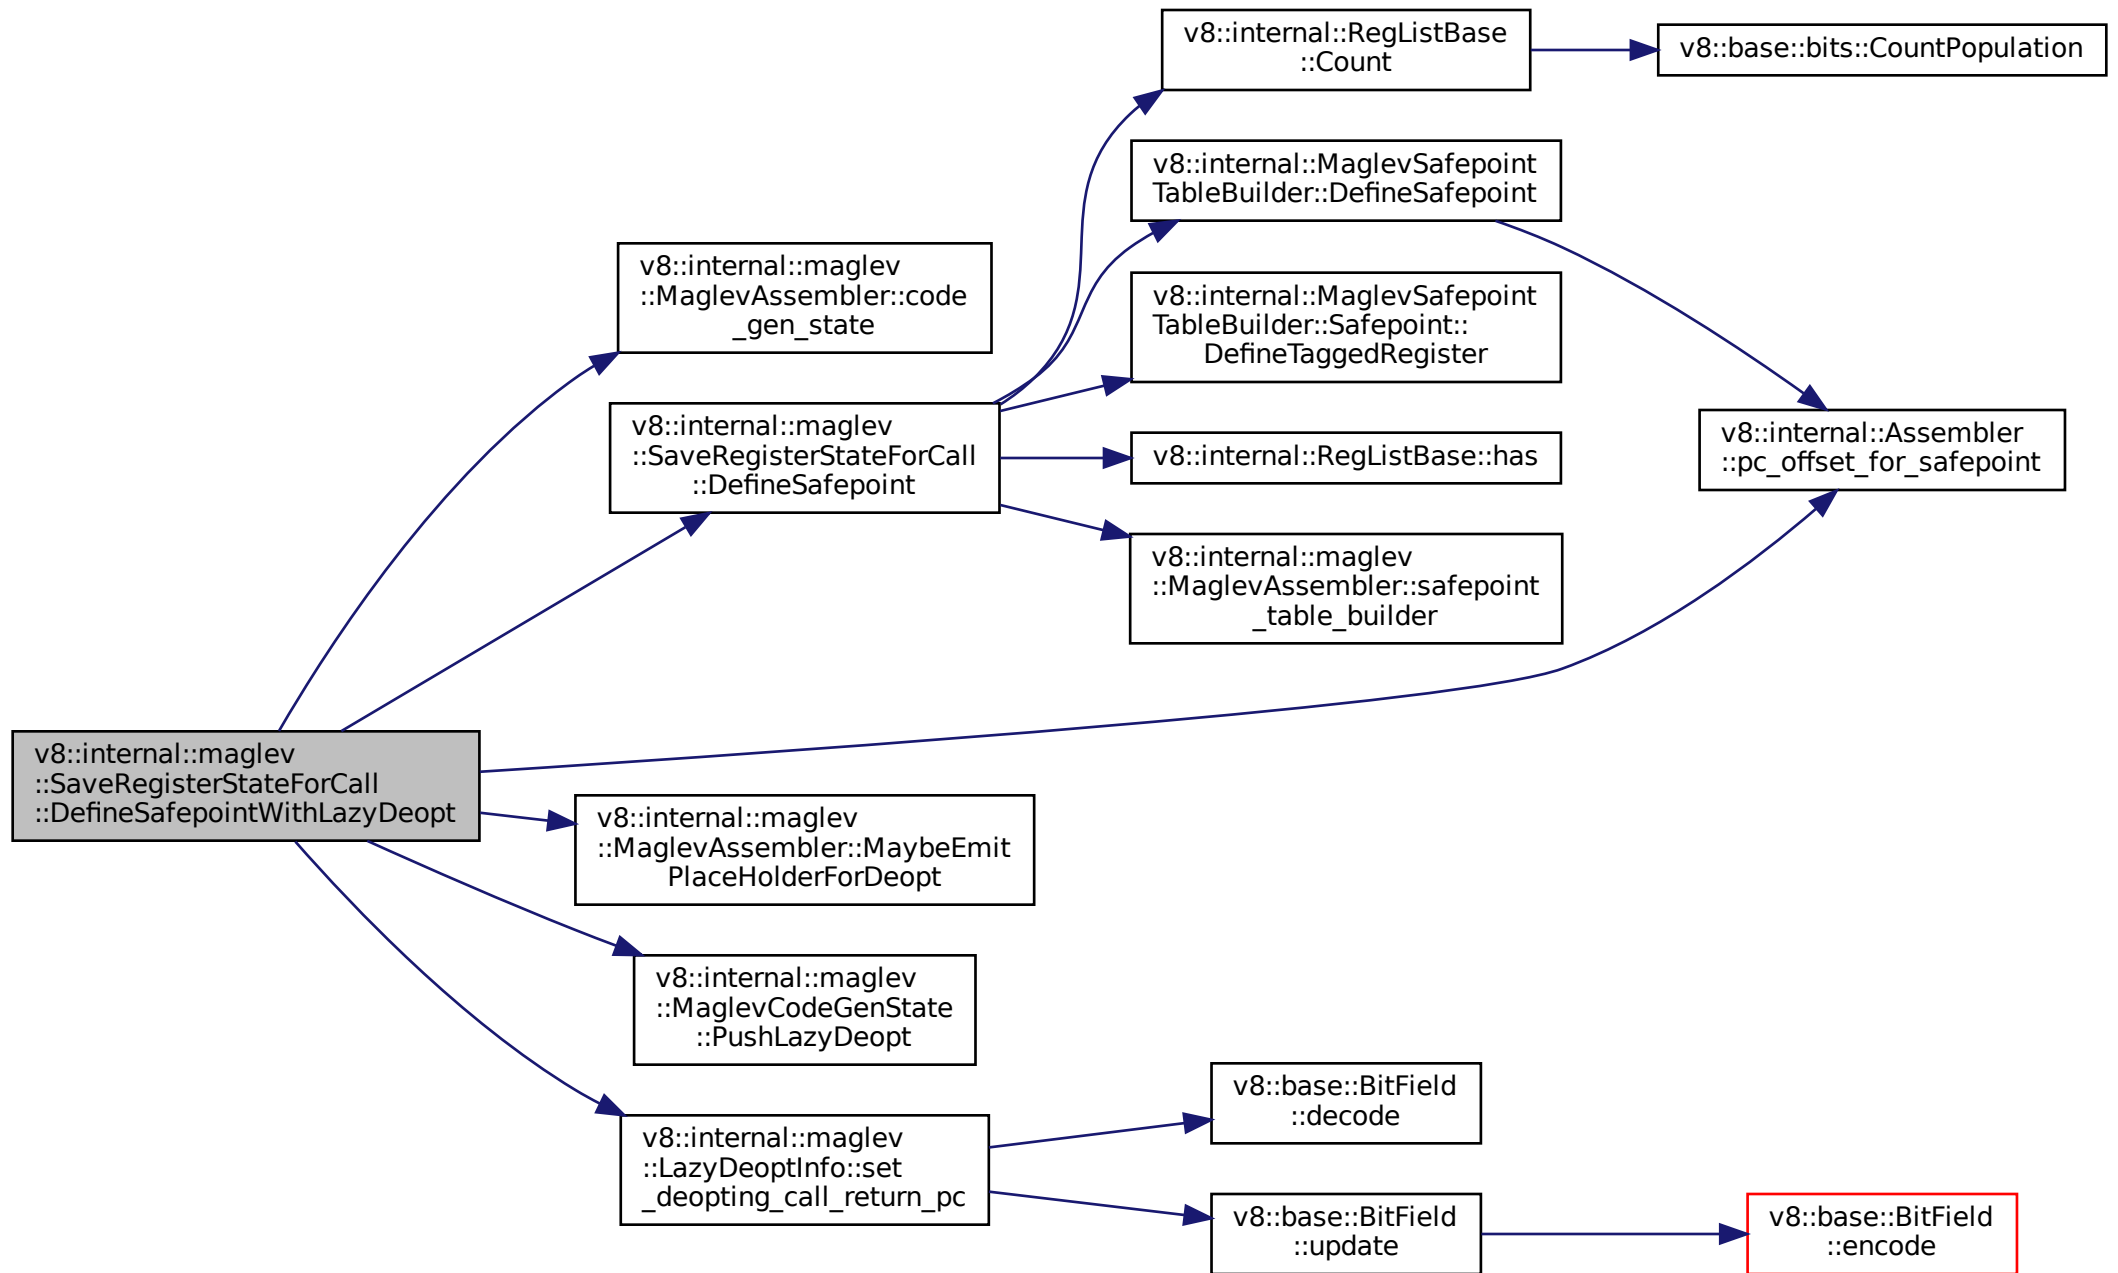 v8::internal::RegListBase
::Count
v8::base::bits::CountPopulation
v8::internal::MaglevSafepoint
TableBuilder::DefineSafepoint
v8::internal::maglev
::MaglevAssembler::code
_gen_state
v8::internal::MaglevSafepoint
TableBuilder::Safepoint::
DefineTaggedRegister
v8::internal::maglev
::SaveRegisterStateForCall
::DefineSafepoint
v8::internal::RegListBase::has
v8::internal::Assembler
::pc_offset_for_safepoint
v8::internal::maglev
::MaglevAssembler::safepoint
_table_builder
v8::internal::maglev
::SaveRegisterStateForCall
::DefineSafepointWithLazyDeopt
v8::internal::maglev
::MaglevAssembler::MaybeEmit
PlaceHolderForDeopt
v8::internal::maglev
::MaglevCodeGenState
::PushLazyDeopt
v8::internal::maglev
::LazyDeoptInfo::set
_deopting_call_return_pc
v8::base::BitField
::decode
v8::base::BitField
::update
v8::base::BitField
::encode